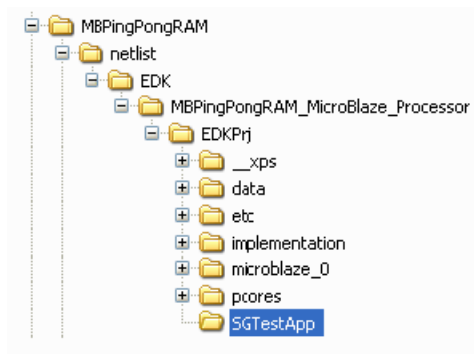 MBPingPongRAM
netlist
EDK
MBPingPongRAM_MicroBlaze_Processor
EDKPrj
__xps
data
etc
implementation
microblaze_0
pcores
SGTestApp